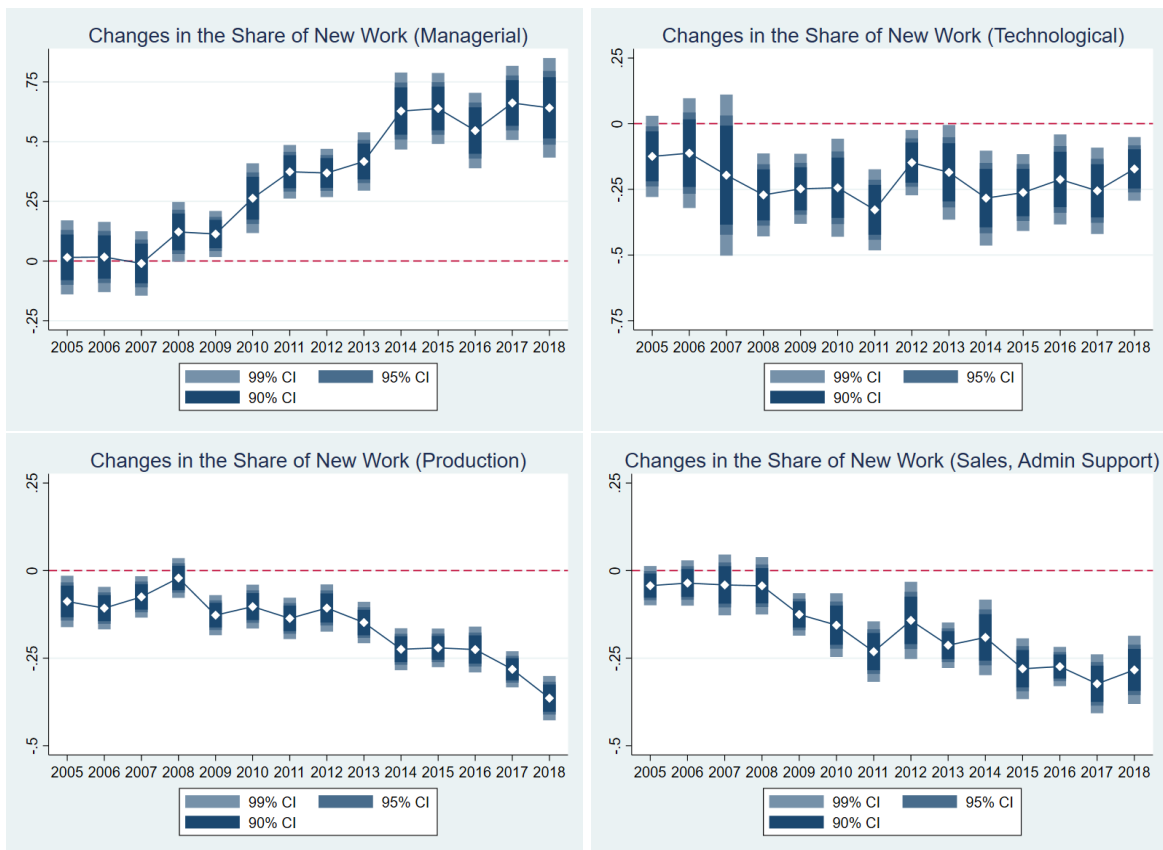 Changes in the Share of New Work (Managerial)
.75
.5
.25
0
-.25
2005 2006 2007 2008 2009 2010 2011 2012 2013 2014 2015 2016 2017 2018
99% CI 95% CI
90% CI
Changes in the Share of New Work (Technological)
.25
0
-.25
-.5
-.75
2005 2006 2007 2008 2009 2010 2011 2012 2013 2014 2015 2016 2017 2018
99% CI 95% CI
90% CI
Changes in the Share of New Work (Production)
.25
0
-.25
-.5
2005 2006 2007 2008 2009 2010 2011 2012 2013 2014 2015 2016 2017 2018
99% CI 95% CI
90% CI
Changes in the Share of New Work (Sales, Admin Support)
.25
0
-.25
-.5
2005 2006 2007 2008 2009 2010 2011 2012 2013 2014 2015 2016 2017 2018
99% CI 95% CI
90% CI